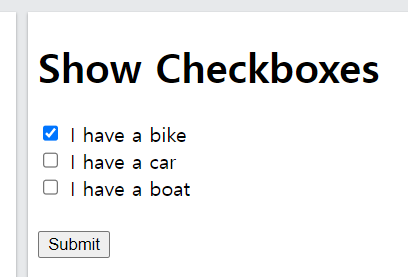 Show Checkboxes
I have a bike
I have a car
I have a boat
Submit